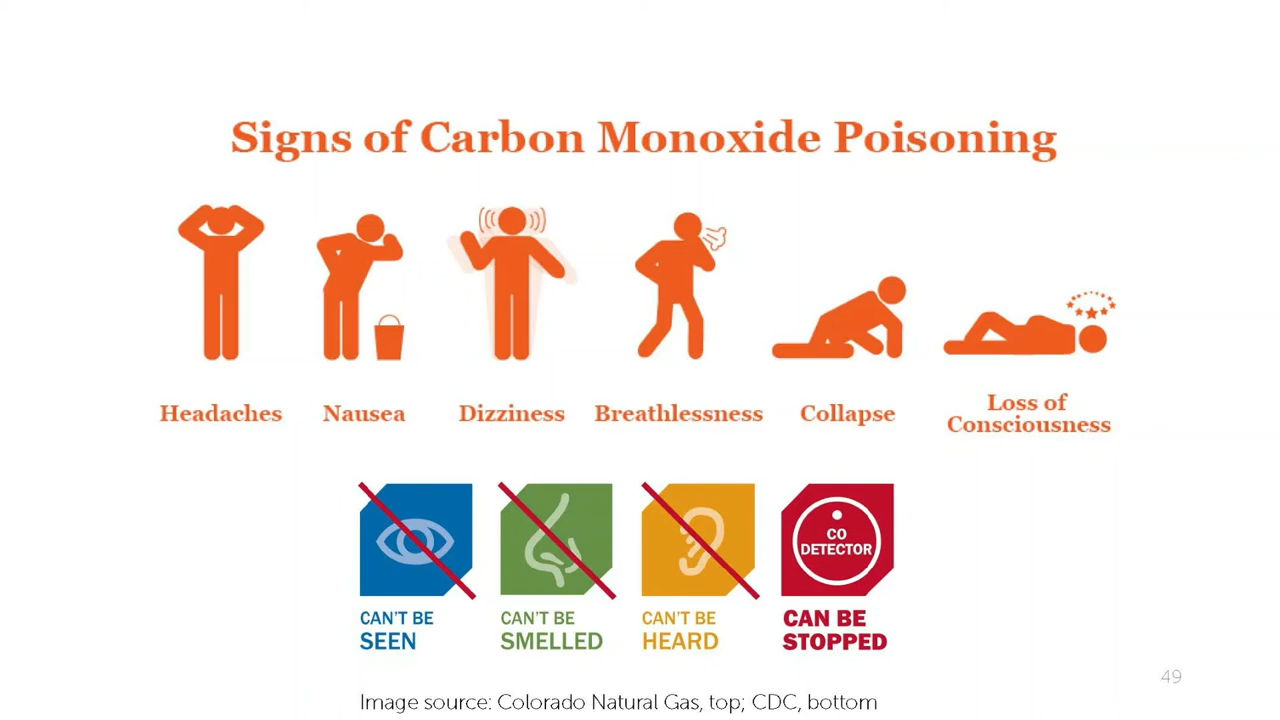 Signs of Carbon Monoxide Poisoning
Headaches
Nausea
Dizziness
Breathlessness
Collapse
Loss of
Consciousness
CAN'T BE
SEEN
CAN'T BE
SMELLED
CAN'T BE
HEARD
CO
DETECTOR
CAN BE
STOPPED
49
Image source: Colorado Natural Gas, top; CDC, bottom